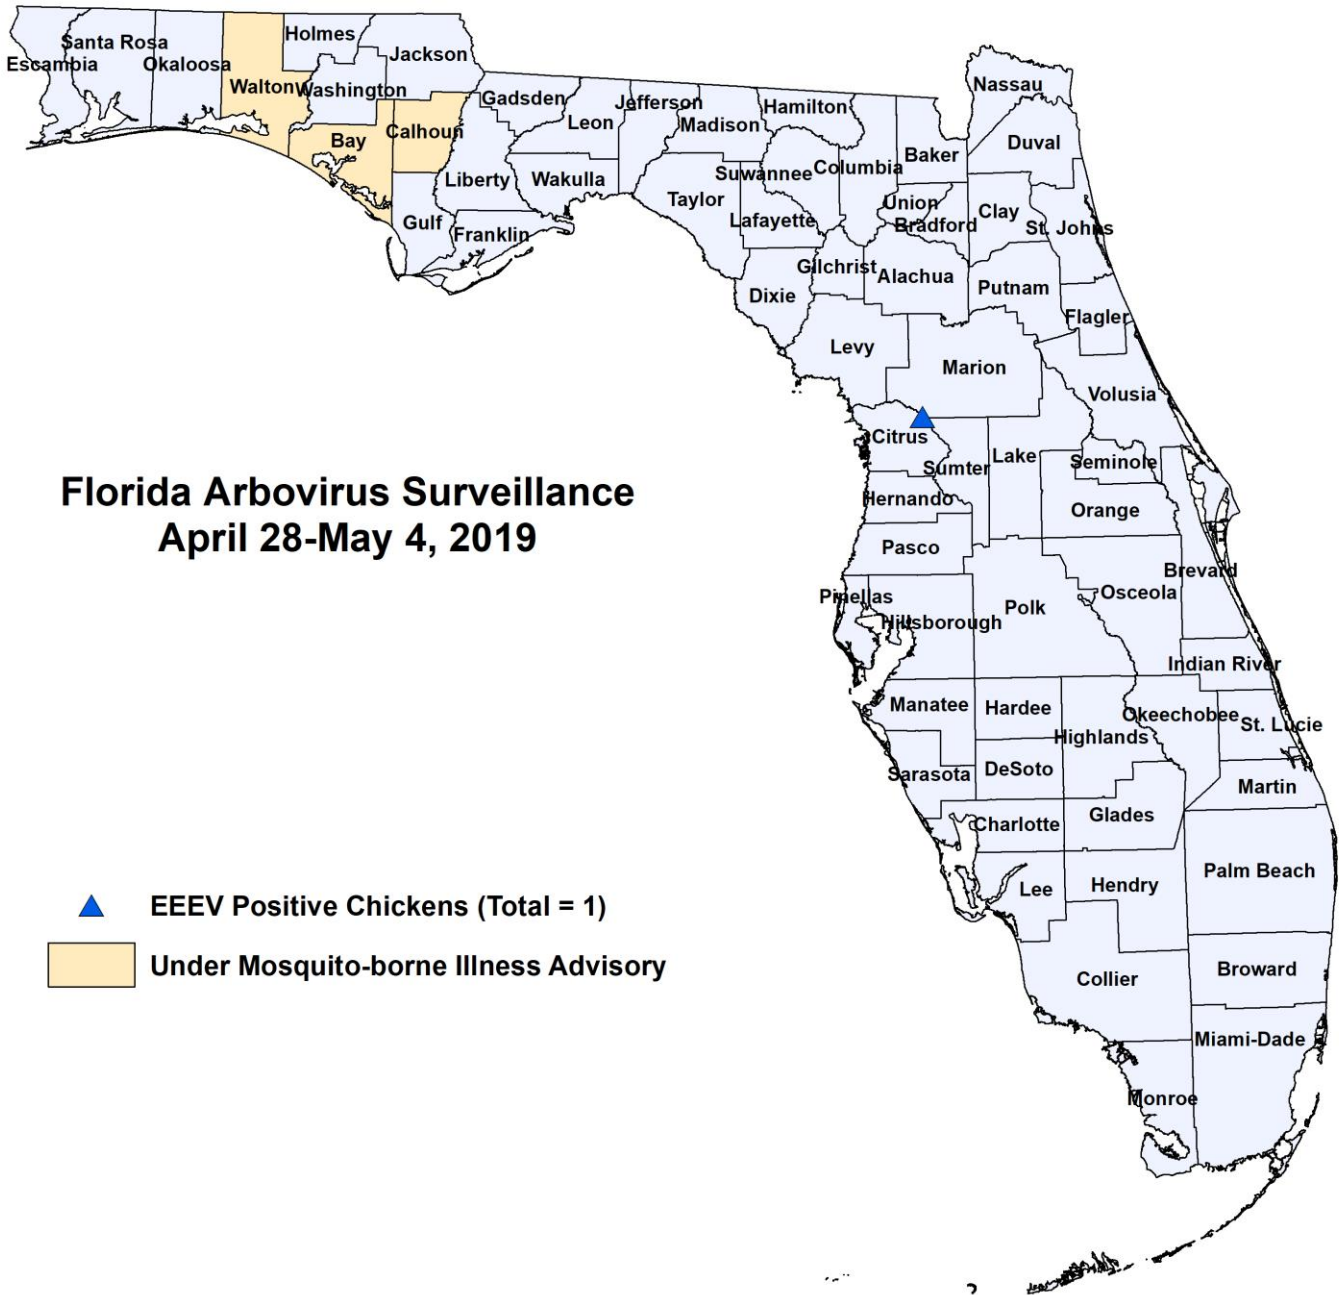 Santa Rosa
Escambia
Okaloosa
Walton
Holmes
Washington
Jackson
Bay
Calhoun
Gulf
Liberty
Gadsden
Franklin
Leon
Wakulla
Jefferson
Madison
Taylor
Hamilton
Suwannee
Lafayette
Columbia
Dixie
Gilchrist
Baker
Union
Bradford
Nassau
Duval
Clay
St. Johns
Alachua
Putnam
Flagler
Levy
Marion
Volusia
Citrus
Sumter
Lake
Seminole
Hernando
Orange
Pasco
Brevard
Pinellas
Hillsborough
Polk
Osceola
Indian River
Manatee
Hardee
Highlands
Okeechobee
St. Lucie
Sarasota
DeSoto
Martin
Charlotte
Glades
Lee
Hendry
Palm Beach
Collier
Broward
Miami-Dade
Monroe
Florida Arbovirus Surveillance
April 28-May 4, 2019
EEEV Positive Chickens (Total = 1)
Under Mosquito-borne Illness Advisory